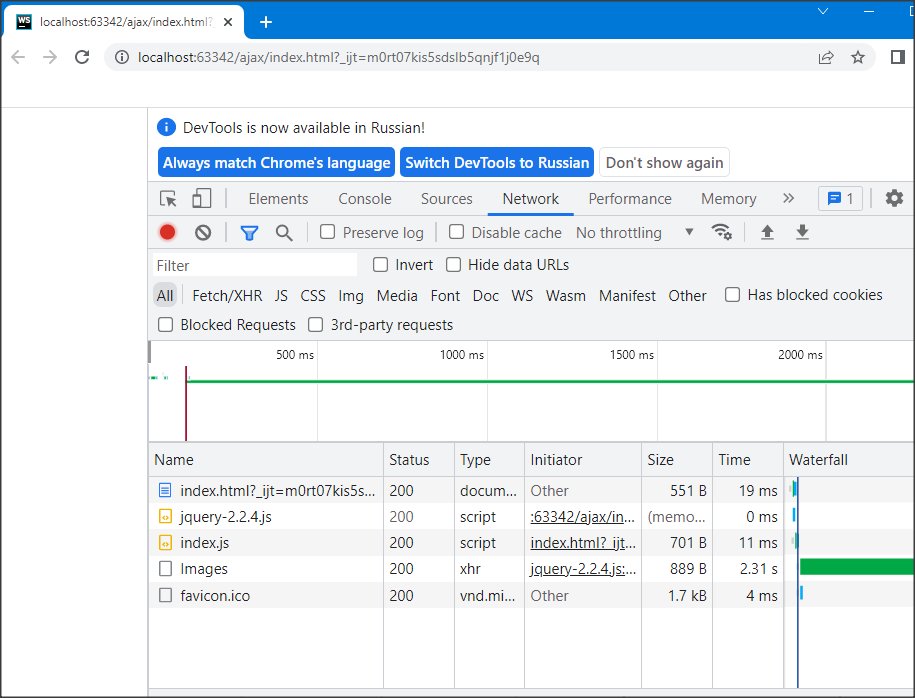 WS localhost:63342/ajax/index.html?
localhost:63342/ajax/index.html?_ijt=m0rt07kis5sdslb5qnjf1j0e9q
DevTools is now available in Russian!
Always match Chrome's language Switch DevTools to Russian Don't show again
Elements Console Sources Network Performance Memory 1
Preserve log Disable cache No throttling
Filter Invert Hide data URLs
All Fetch/XHR JS CSS Img Media Font Doc WS Wasm Manifest Other Has blocked cookies
Blocked Requests 3rd-party requests
500 ms 1000 ms 1500 ms 2000 ms
Name Status Type Initiator Size Time Waterfall
index.html?_ijt=m0rt07kis5s... 200 docum... Other 551 B 19 ms
jquery-2.2.4.js 200 script :63342/ajax/in... (memo... 0 ms
index.js 200 script index.html?_ijt... 701 B 11 ms
Images 200 xhr jquery-2.2.4.js:... 889 B 2.31 s
favicon.ico 200 vnd.mi... Other 1.7 kB 4 ms